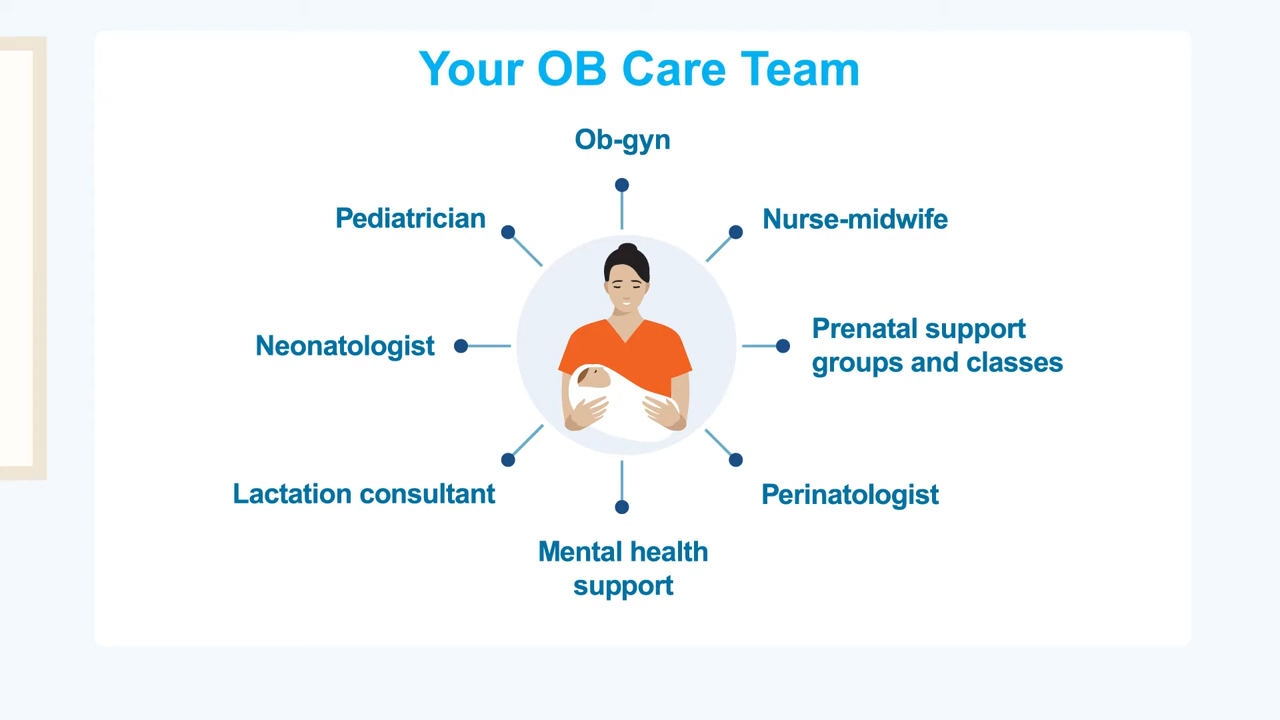 Your OB Care Team
Ob-gyn
Pediatrician
Nurse-midwife
Neonatologist
Prenatal support
groups and classes
Lactation consultant
Perinatologist
Mental health
support